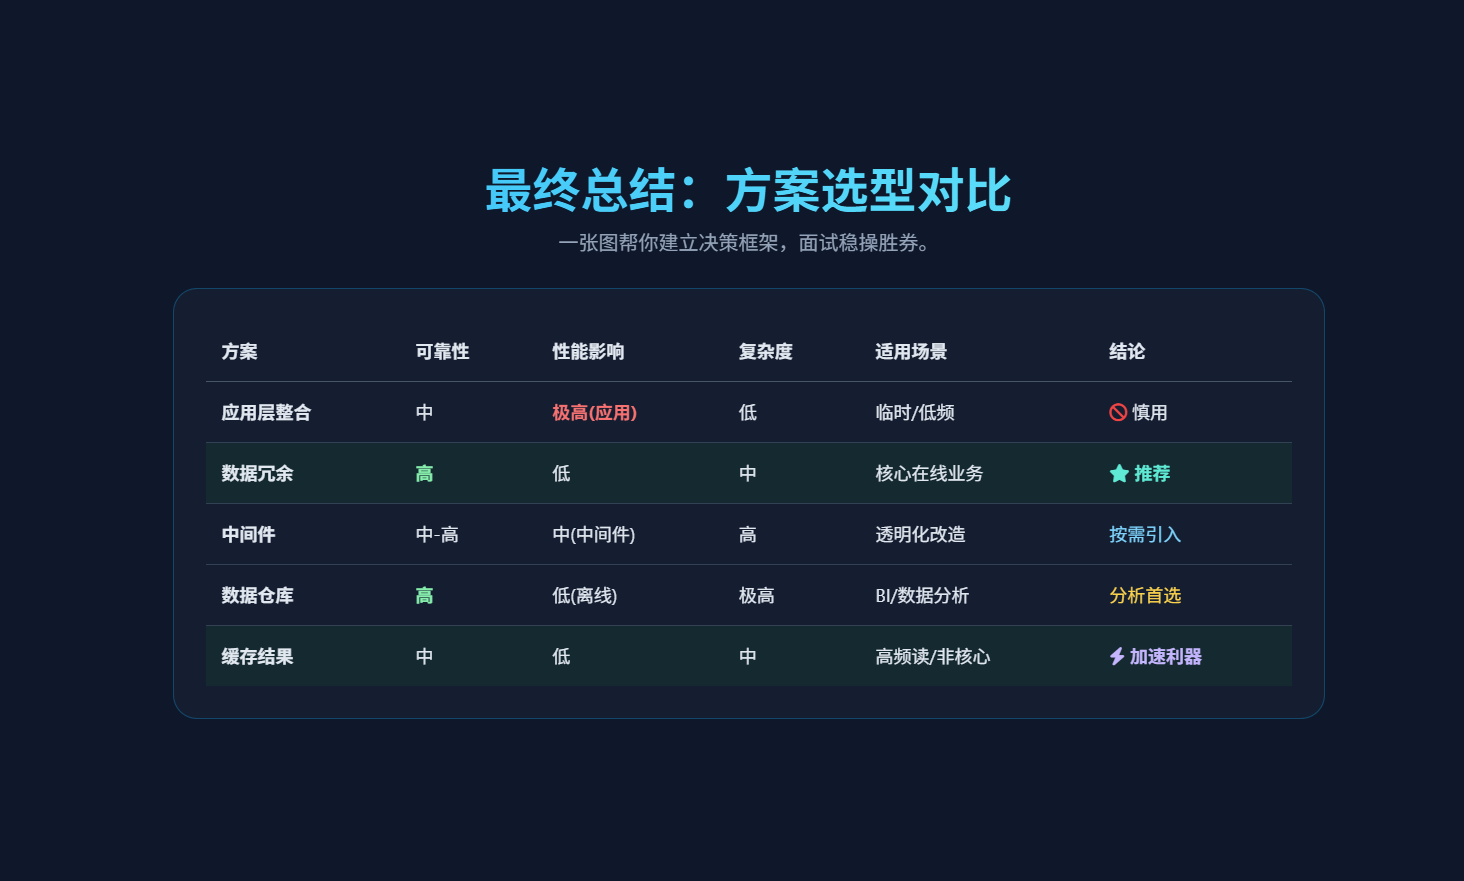 最终总结：方案选型对比
一张图帮你建立决策框架，面试稳操胜券。
方案 可靠性 性能影响 复杂度 适用场景 结论
应用层整合 中 极高(应用) 低 临时/低频 慎用
数据冗余 高 低 中 核心在线业务 推荐
中间件 中-高 中(中间件) 高 透明化改造 按需引入
数据仓库 高 低(离线) 极高 BI/数据分析 分析首选
缓存结果 中 低 中 高频读/非核心 加速利器